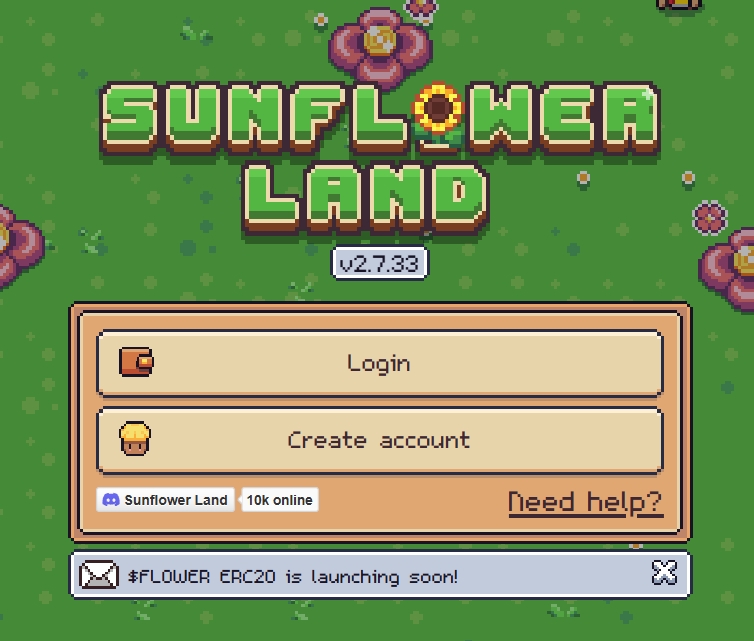 SUNFLOWER
LAND
v2.7.33
Login
Create account
Sunflower Land 10k online
Need help?
$FLOWER ERC20 is launching soon!